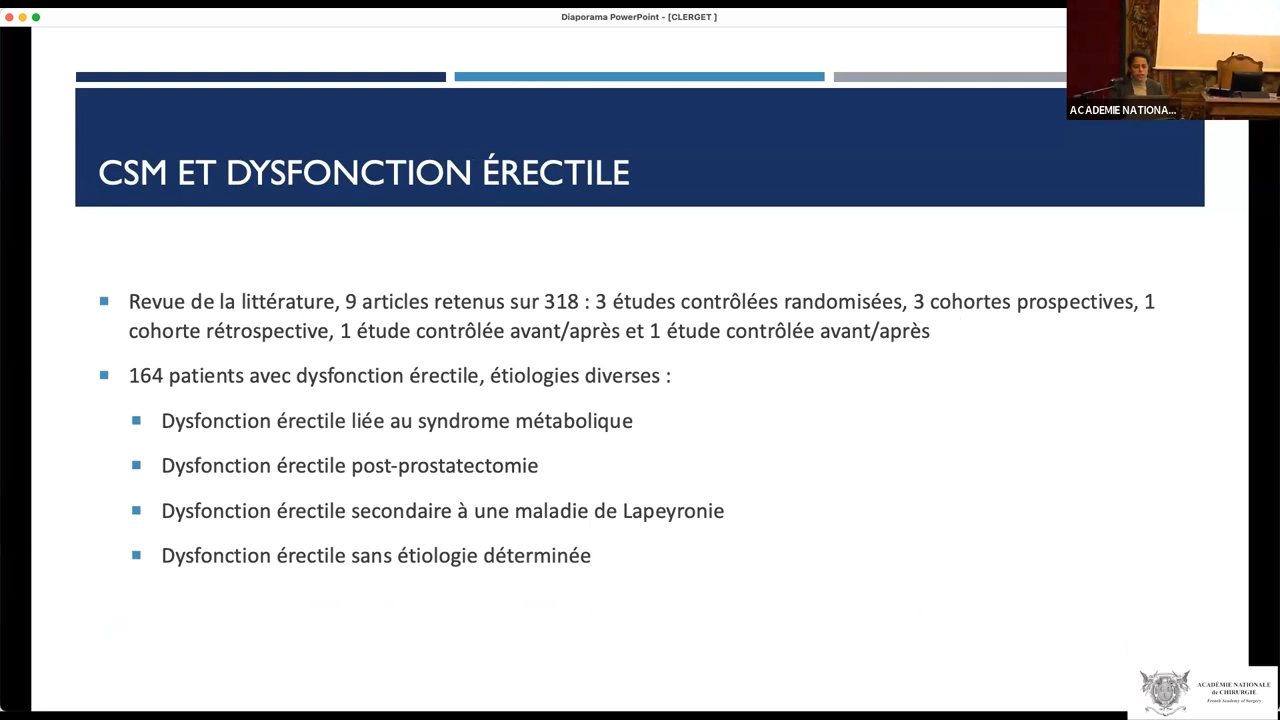 Diaporama PowerPoint - [CLERGET ]
ACADEMIE NATIONA...
CSM ET DYSFONCTION ÉRECTILE
Revue de la littérature, 9 articles retenus sur 318 : 3 études contrôlées randomisées, 3 cohortes prospectives, 1
cohorte rétrospective, 1 étude contrôlée avant/après et 1 étude contrôlée avant/après
164 patients avec dysfonction érectile, étiologies diverses :
Dysfonction érectile liée au syndrome métabolique
Dysfonction érectile post-prostatectomie
Dysfonction érectile secondaire à une maladie de Lapeyronie
Dysfonction érectile sans étiologie déterminée
ACADÉMIE NATIONALE
de CHIRURGIE
French Academy of Surgery